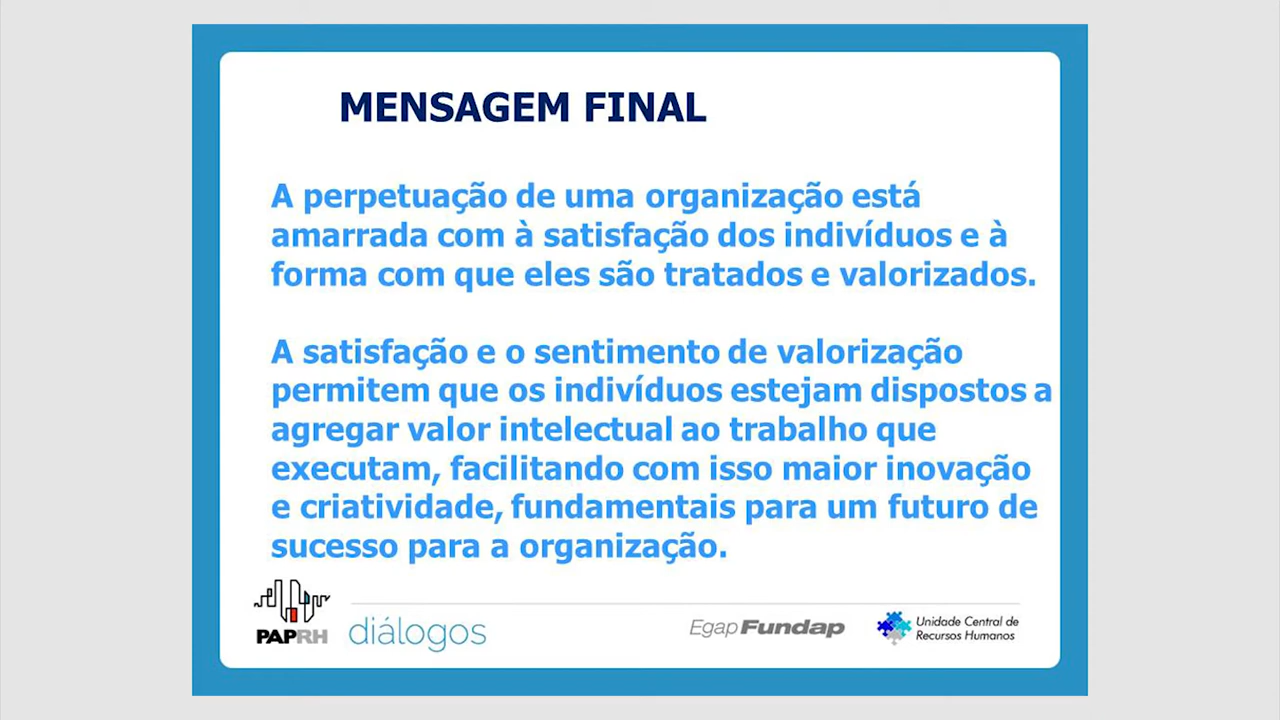 MENSAGEM FINAL
A perpetuação de uma organização está
amarrada com à satisfação dos indivíduos e à
forma com que eles são tratados e valorizados.
A satisfação e o sentimento de valorização
permitem que os indivíduos estejam dispostos a
agregar valor intelectual ao trabalho que
executam, facilitando com isso maior inovação
e criatividade, fundamentais para um futuro de
sucesso para a organização.
PAPRH diálogos Egap Fundap Unidade Central de
Recursos Humanos